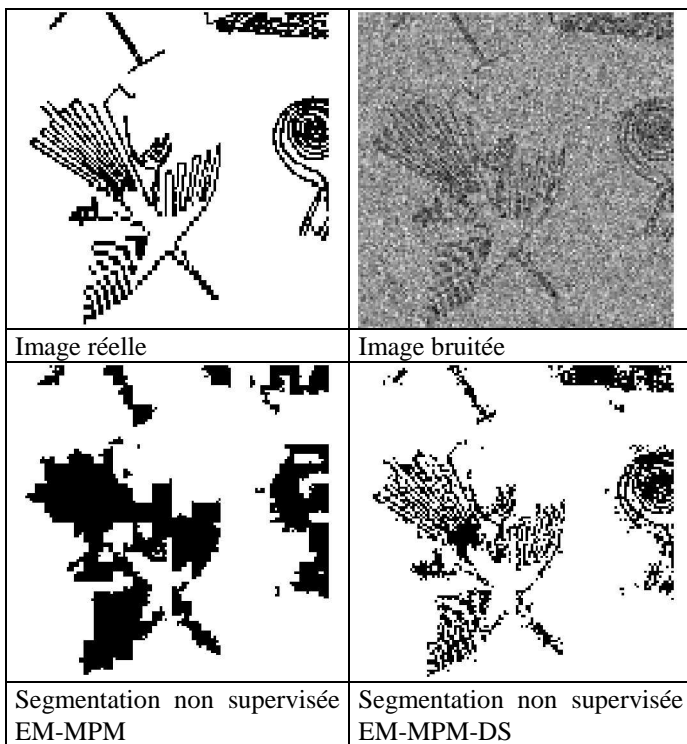 Image réelle
Image bruitée
Segmentation non supervisée
EM-MPM
Segmentation non supervisée
EM-MPM-DS